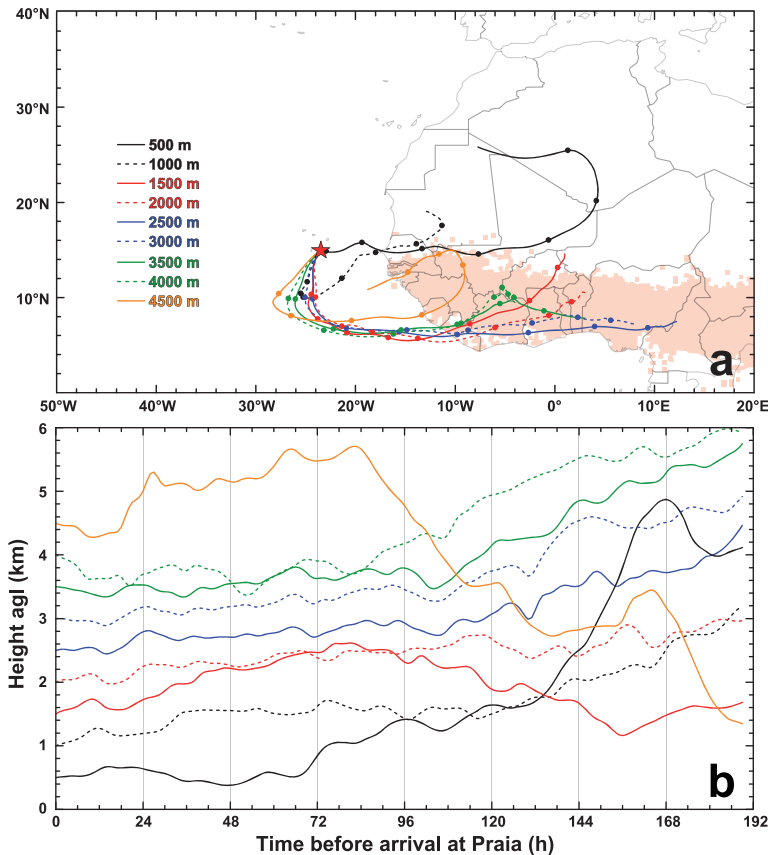 40°N
30°N
20°N
10°N
500 m
1000 m
1500 m
2000 m
2500 m
3000 m
3500 m
4000 m
4500 m
a
50°W 40°W 30°W 20°W 10°W 0°W 10°E 20°E
6
5
4
3
2
1
0
Height agl (km)
b
0 24 48 72 96 120 144 168 192
Time before arrival at Praia (h)